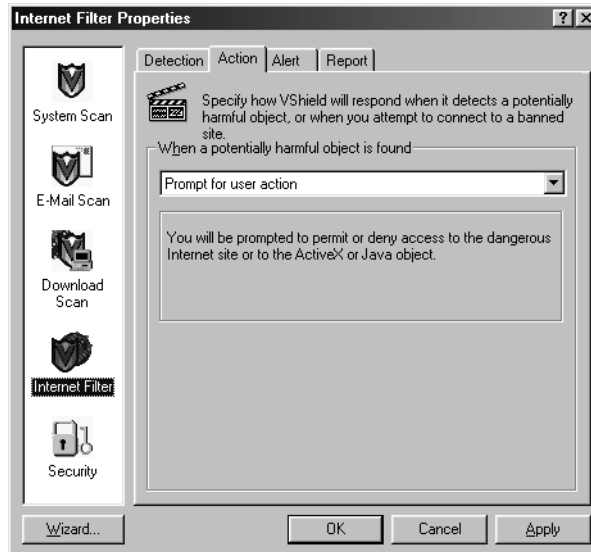 Internet Filter Properties
Detection
Action
Alert
Report
System Scan
E-Mail Scan
Download
Scan
Internet Filter
Security
Specify how VShield will respond when it detects a potentially
harmful object, or when you attempt to connect to a banned
site.
When a potentially harmful object is found
Prompt for user action
You will be prompted to permit or deny access to the dangerous
Internet site or to the ActiveX or Java object.
Wizard...
OK
Cancel
Apply